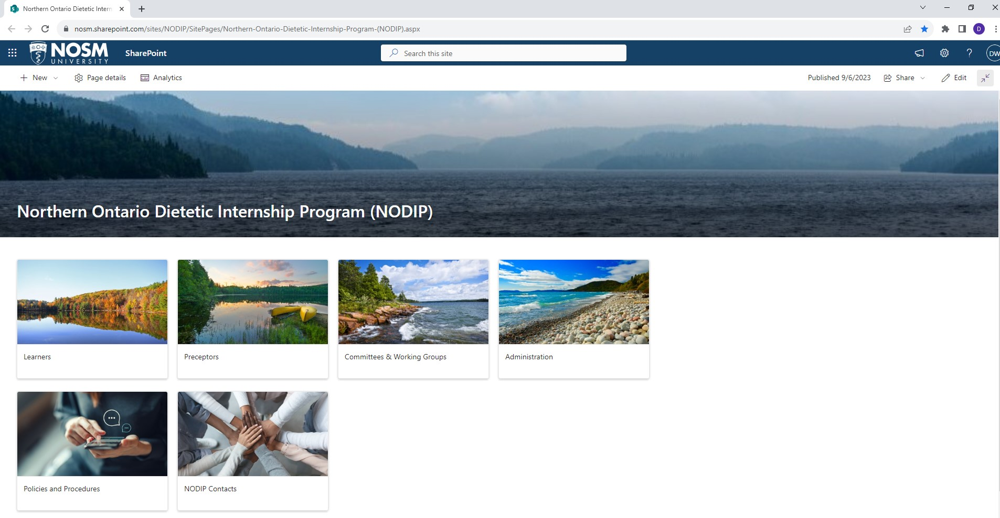 Northern Ontario Dietetic Intern
nosm.sharepoint.com/sites/NODIP/SitePages/Northern-Ontario-Dietetic-Internship-Program-(NODIP).aspx
D
NOSM
UNIVERSITY
SharePoint
Search this site
?
DW
New
Page details
Analytics
Published 9/6/2023
Share
Edit
Northern Ontario Dietetic Internship Program (NODIP)
Learners
Preceptors
Committees & Working Groups
Administration
Policies and Procedures
NODIP Contacts